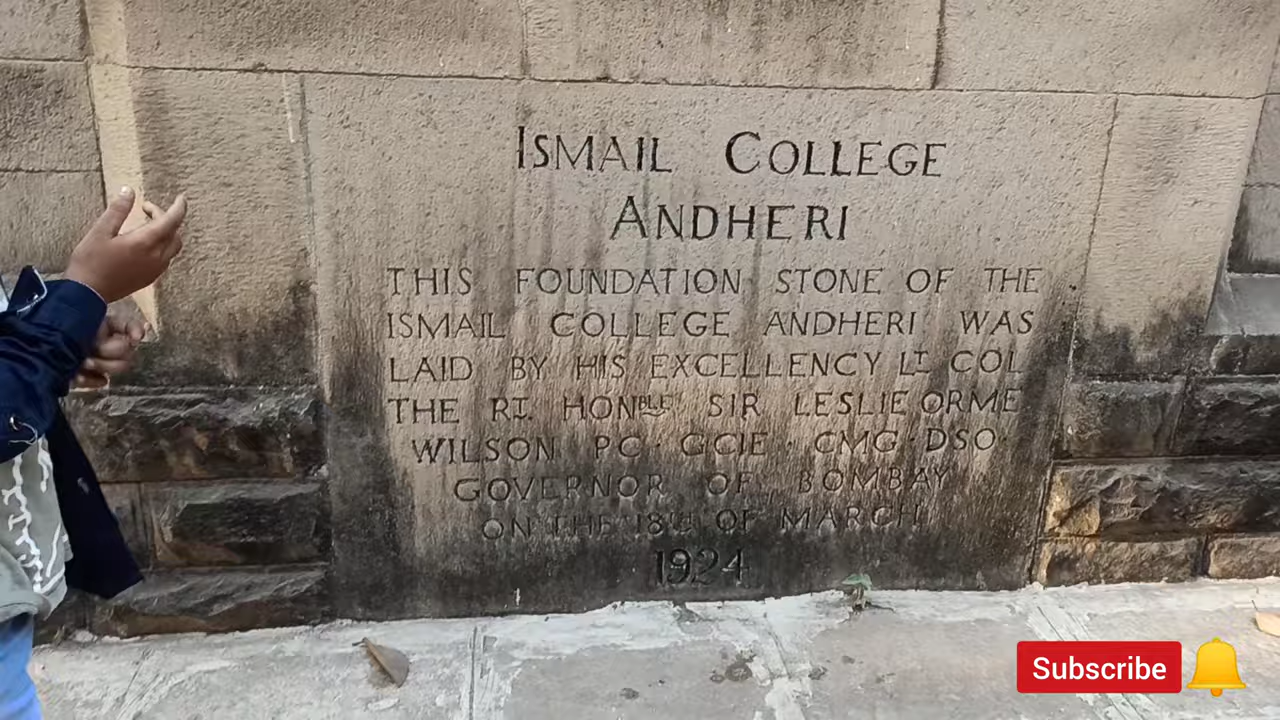 ISMAIL COLLEGE
ANDHERI
THIS FOUNDATION STONE OF THE
ISMAIL COLLEGE ANDHERI WAS
LAID BY HIS EXCELLENCY LT COL
THE RT. HONBLE SIR LESLIE ORME
WILSON PC · GCIE · CMG · DSO ·
GOVERNOR OF BOMBAY
ON THE 18TH OF MARCH
1924
Subscribe